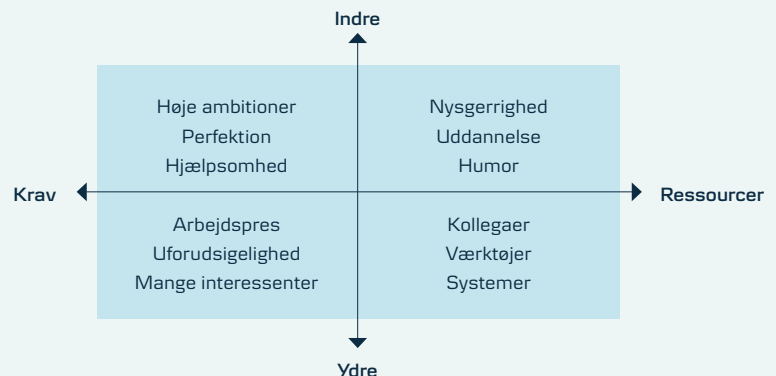 Indre
Høje ambitioner
Perfektion
Hjælpsomhed
Nysgerrighed
Uddannelse
Humor
Krav
Ressourcer
Arbejdspres
Uforudsigelighed
Mange interessenter
Kollegaer
Værktøjer
Systemer
Ydre